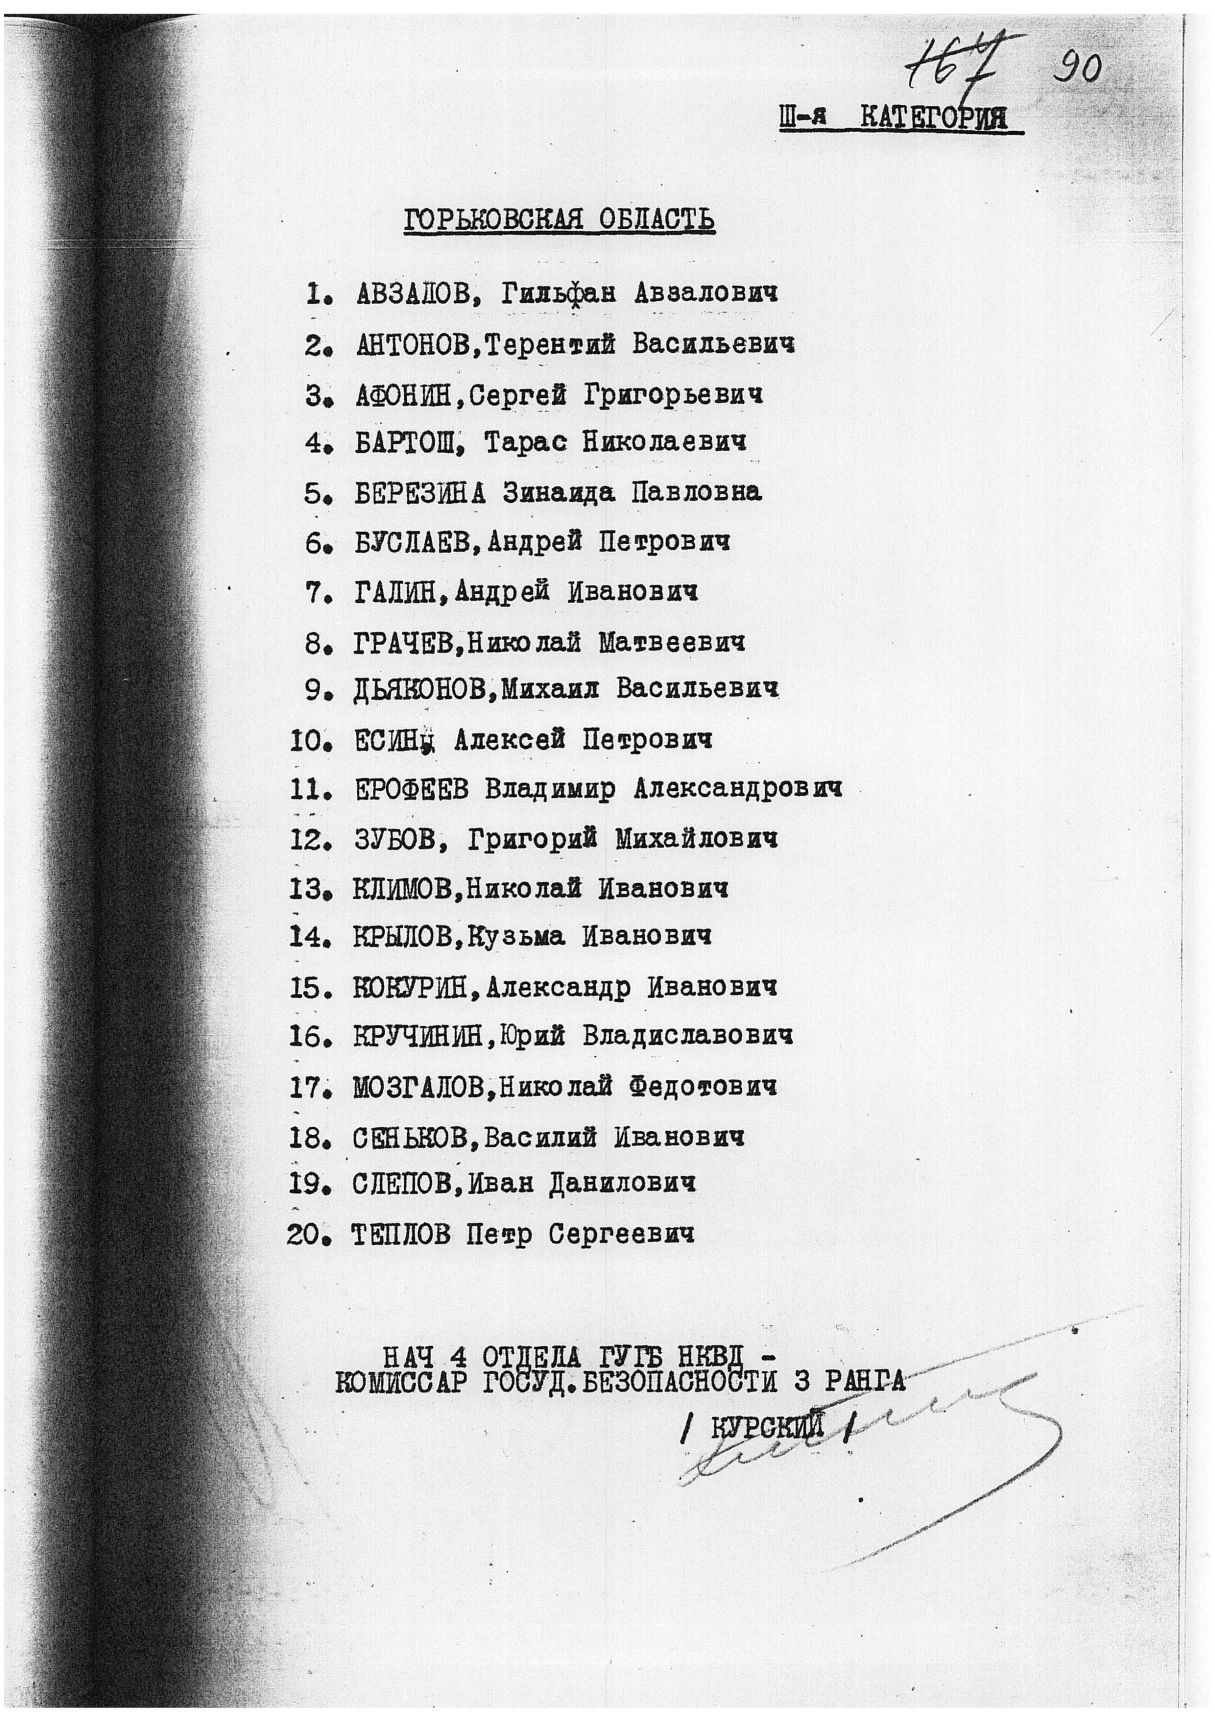 167 90
Ш-я КАТЕГОРИЯ
ГОРЬКОВСКАЯ ОБЛАСТЬ
1. АВЗАЛОВ, Гильфан Авзалович
2. АНТОНОВ,Терентий Васильевич
3. АФОНИН,Сергей Григорьевич
4. БАРТОШ, Тарас Николаевич
5. БЕРЕЗИНА Зинаида Павловна
6. БУСЛАЕВ,Андрей Петрович
7. ГАЛИН,Андрей Иванович
8. ГРАЧЕВ,Николай Матвеевич
9. ДЬЯКОНОВ,Михаил Васильевич
10. ЕСИН, Алексей Петрович
11. ЕРОФЕЕВ Владимир Александрович
12. ЗУБОВ, Григорий Михайлович
13. КЛИМОВ,Николай Иванович
14. КРЫЛОВ,Кузьма Иванович
15. КОКУРИН,Александр Иванович
16. КРУЧИНИН,Юрий Владиславович
17. МОЗГАЛОВ,Николай Федотович
18. СЕНЬКОВ,Василий Иванович
19. СЛЕПОВ,Иван Данилович
20. ТЕПЛОВ Петр Сергеевич
НАЧ 4 ОТДЕЛА ГУГБ НКВД -
КОМИССАР ГОСУД.БЕЗОПАСНОСТИ 3 РАНГА
/ КУРСКИЙ /